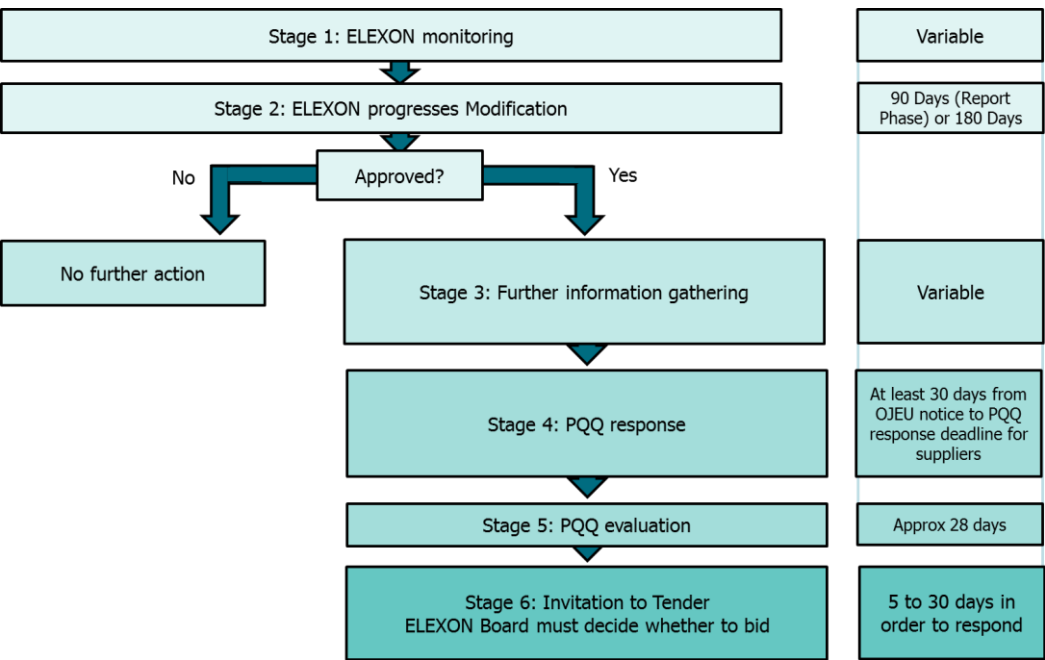 Stage 1: ELEXON monitoring
Variable
Stage 2: ELEXON progresses Modification
90 Days (Report
Phase) or 180 Days
No
Approved?
Yes
No further action
Stage 3: Further information gathering
Variable
Stage 4: PQQ response
At least 30 days from
OJEU notice to PQQ
response deadline for
suppliers
Stage 5: PQQ evaluation
Approx 28 days
Stage 6: Invitation to Tender
ELEXON Board must decide whether to bid
5 to 30 days in
order to respond